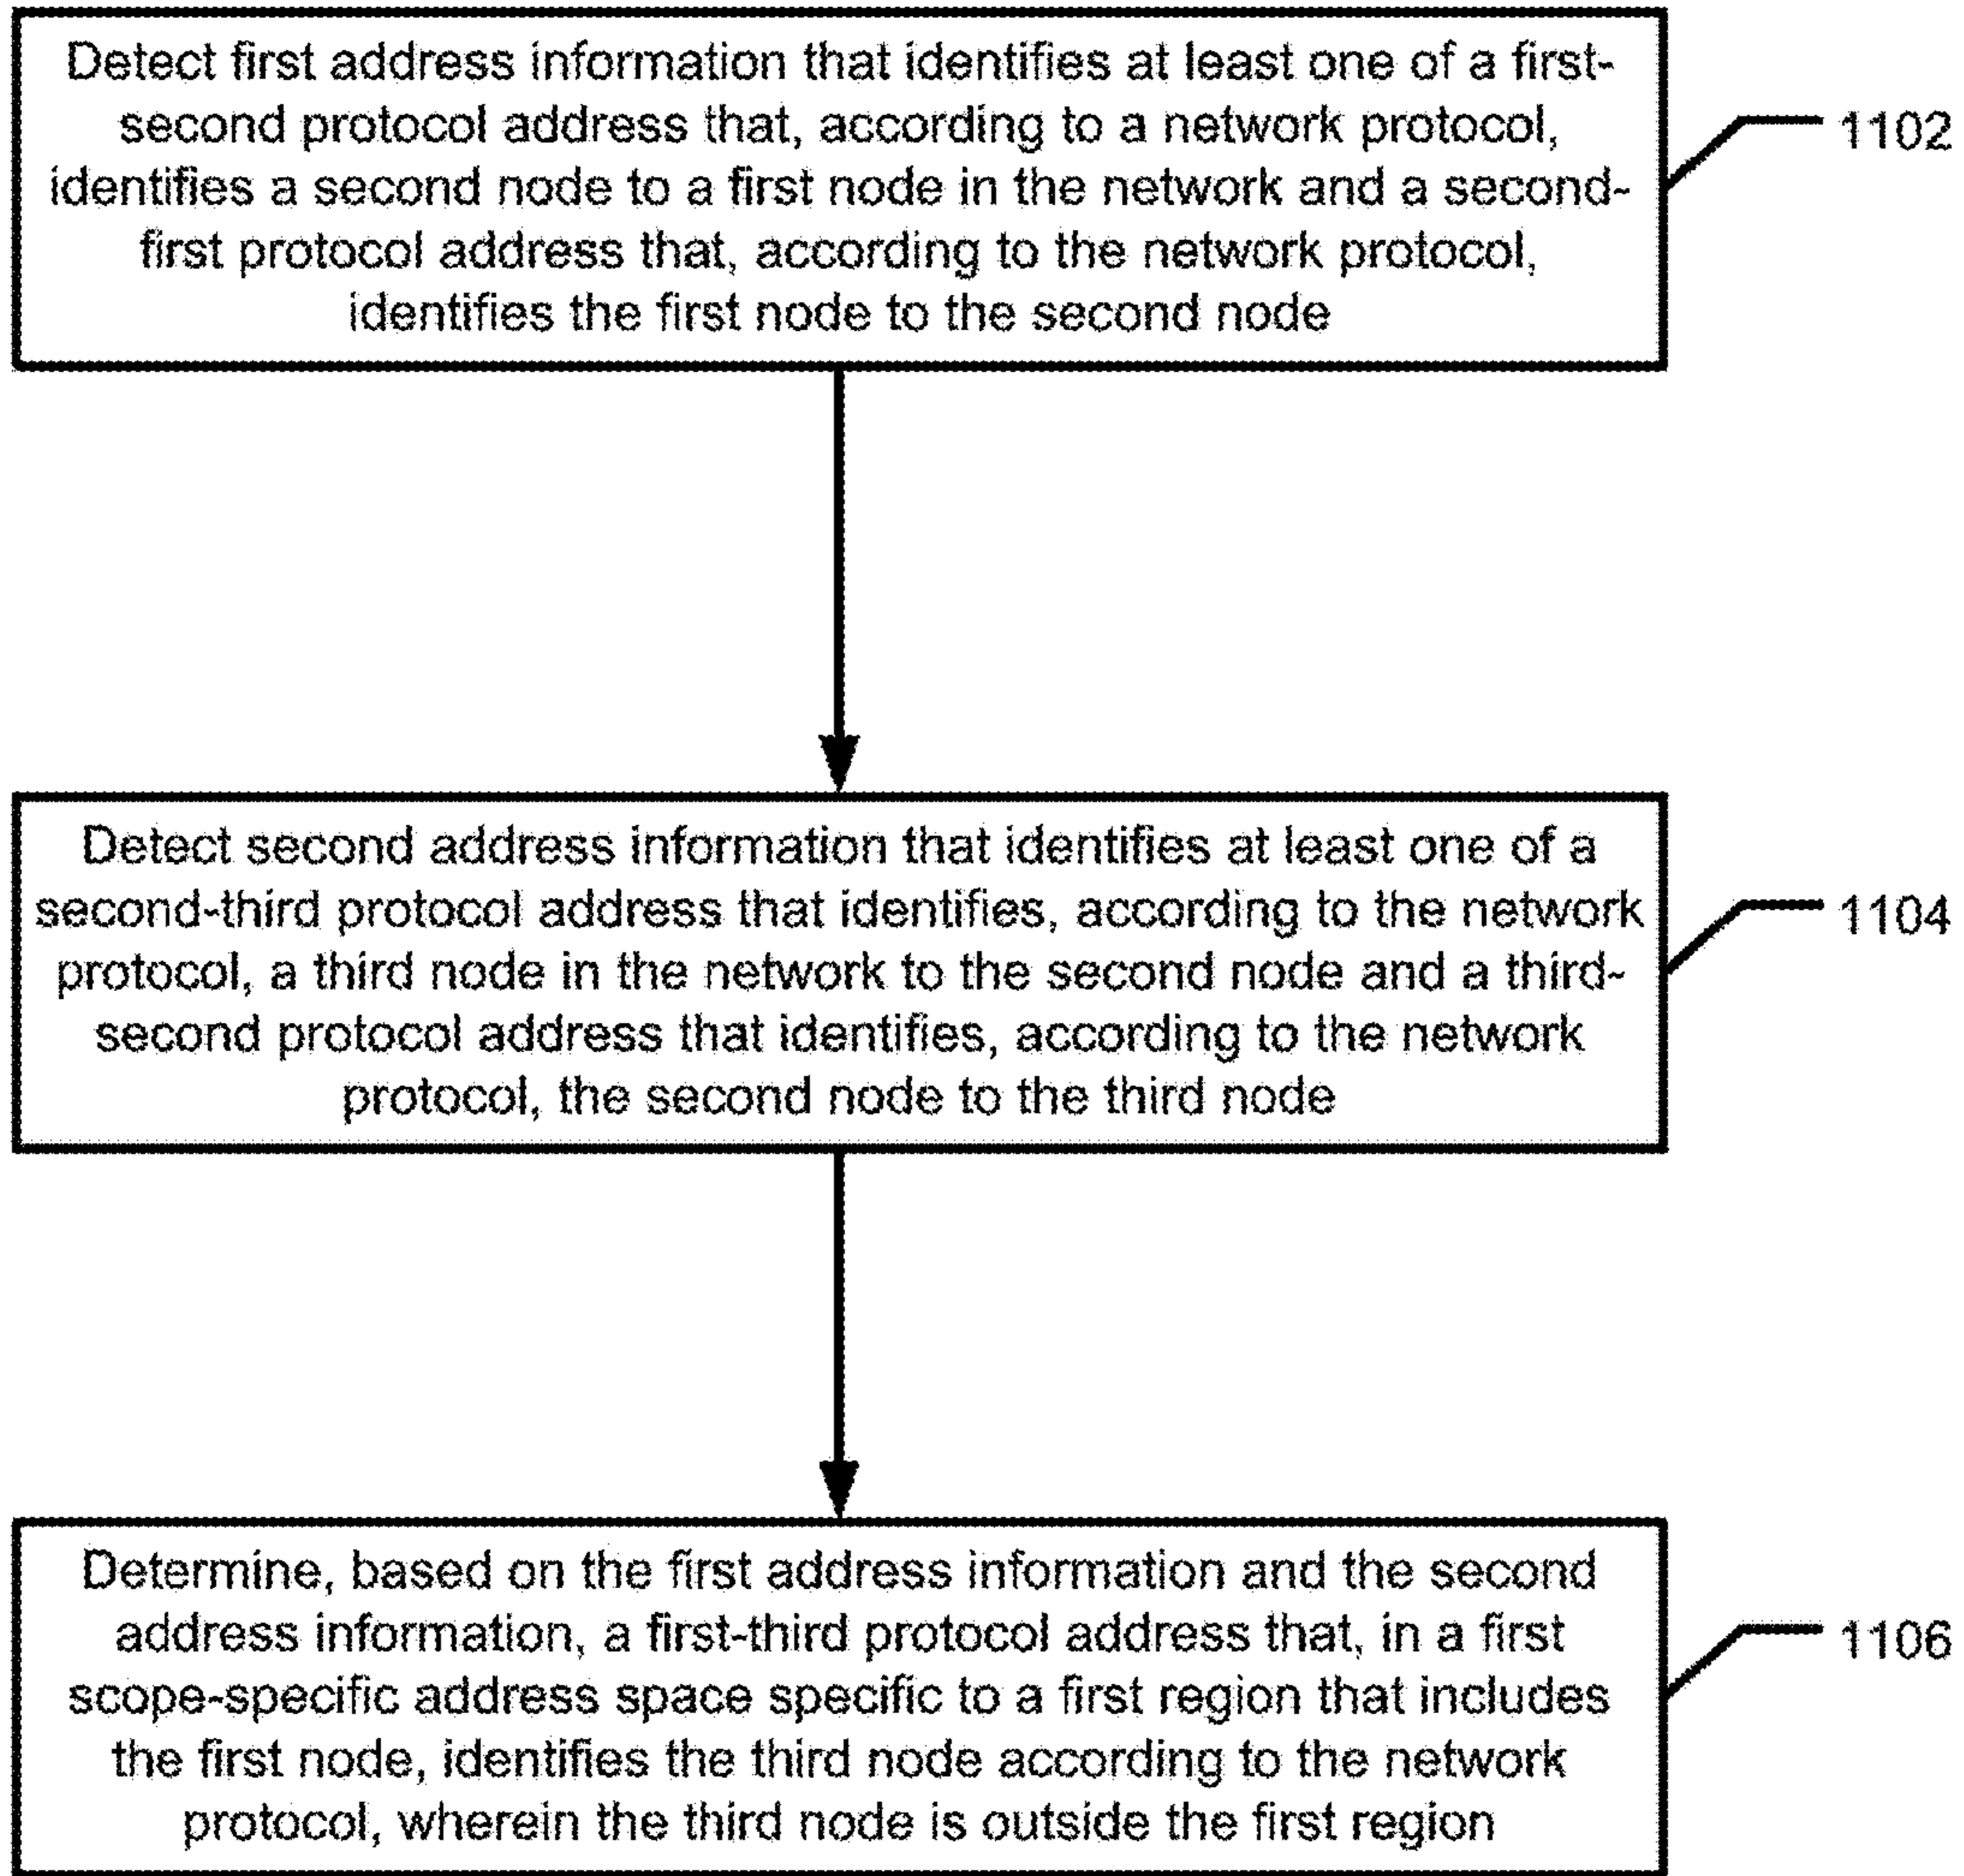 Detect first address information that identifies at least one of a first-
second protocol address that, according to a network protocol,
identifies a second node to a first node in the network and a second-
first protocol address that, according to the network protocol,
identifies the first node to the second node
1102
Detect second address information that identifies at least one of a
second-third protocol address that identifies, according to the network
protocol, a third node in the network to the second node and a third-
second protocol address that identifies, according to the network
protocol, the second node to the third node
1104
Determine, based on the first address information and the second
address information, a first-third protocol address that, in a first
scope-specific address space specific to a first region that includes
the first node, identifies the third node according to the network
protocol, wherein the third node is outside the first region
1106